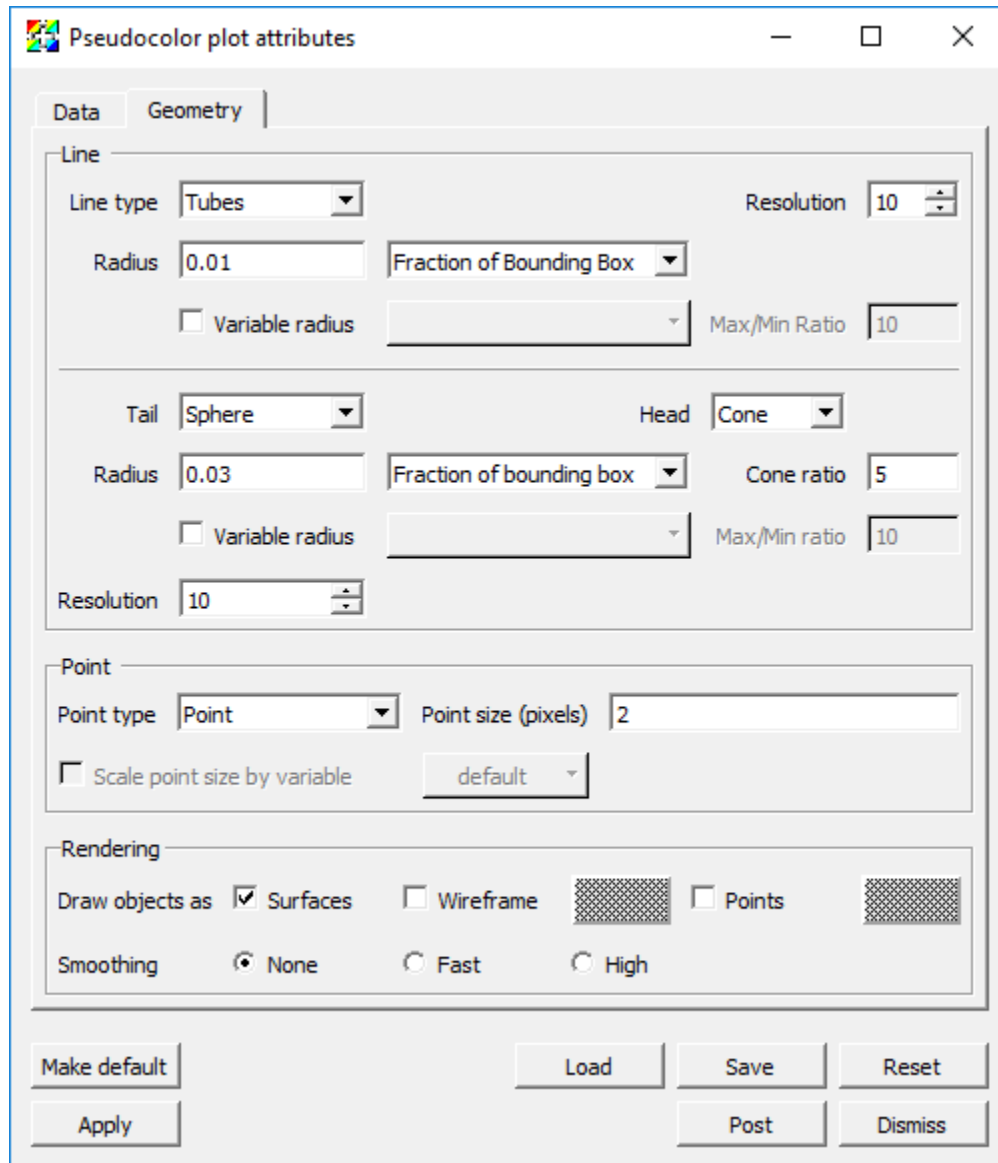 Pseudocolor plot attributes
Data Geometry
Line
Line type Tubes Resolution 10
Radius 0.01 Fraction of Bounding Box
Variable radius Max/Min Ratio 10
Tail Sphere Head Cone
Radius 0.03 Fraction of bounding box Cone ratio 5
Variable radius Max/Min ratio 10
Resolution 10
Point
Point type Point Point size (pixels) 2
Scale point size by variable default
Rendering
Draw objects as Surfaces Wireframe Points
Smoothing None Fast High
Make default Load Save Reset
Apply Post Dismiss